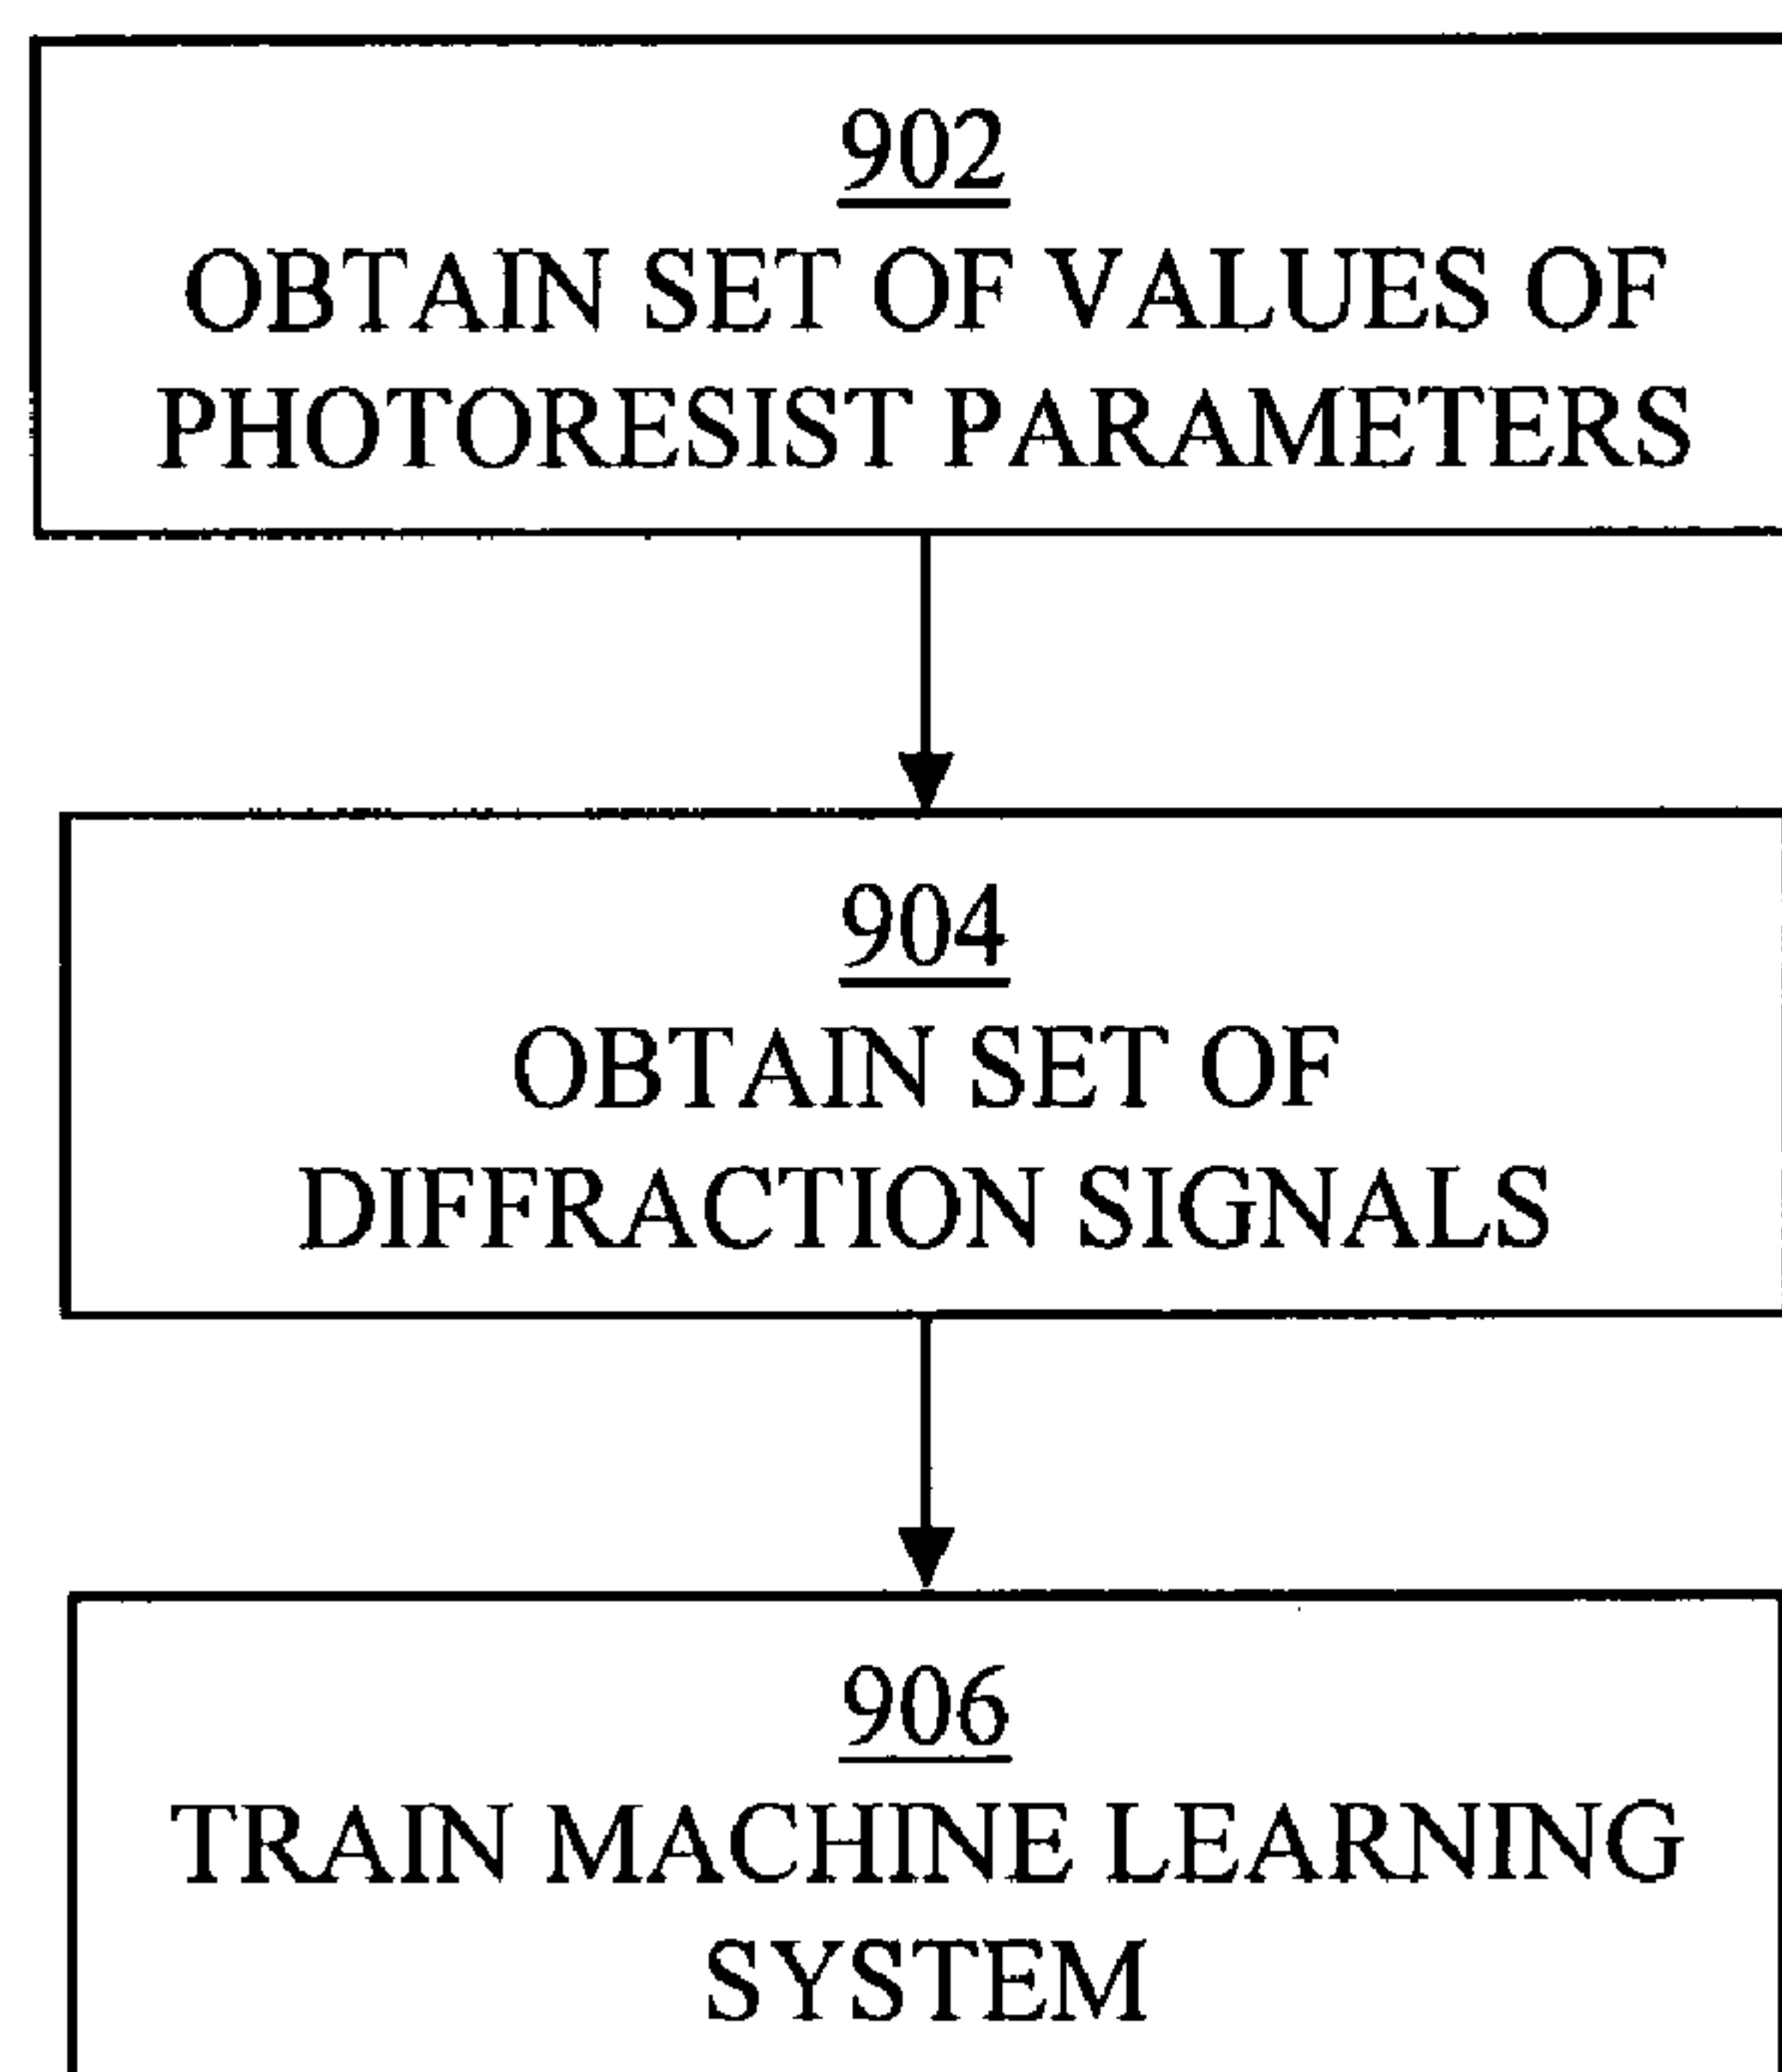 902
OBTAIN SET OF VALUES OF
PHOTORESIST PARAMETERS
904
OBTAIN SET OF
DIFFRACTION SIGNALS
906
TRAIN MACHINE LEARNING
SYSTEM